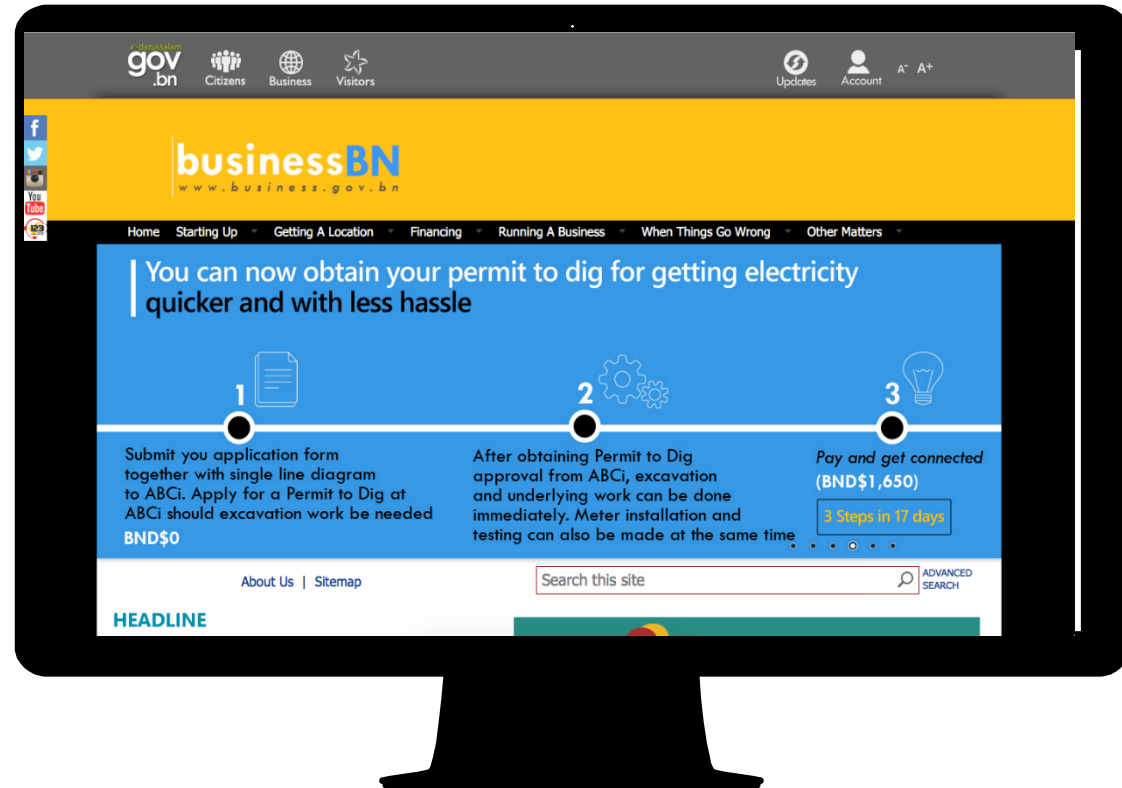 e-darussalam
gov
.bn
Citizens
Business
Visitors
Updates
Account
A- A+
f
You
Tube
123
businessBN
www.business.gov.bn
Home Starting Up Getting A Location Financing Running A Business When Things Go Wrong Other Matters
You can now obtain your permit to dig for getting electricity
quicker and with less hassle
1
Submit you application form
together with single line diagram
to ABCi. Apply for a Permit to Dig at
ABCi should excavation work be needed
BND$0
2
After obtaining Permit to Dig
approval from ABCi, excavation
and underlying work can be done
immediately. Meter installation and
testing can also be made at the same time
3
Pay and get connected
(BND$1,650)
3 Steps in 17 days
About Us | Sitemap
Search this site
ADVANCED
SEARCH
HEADLINE